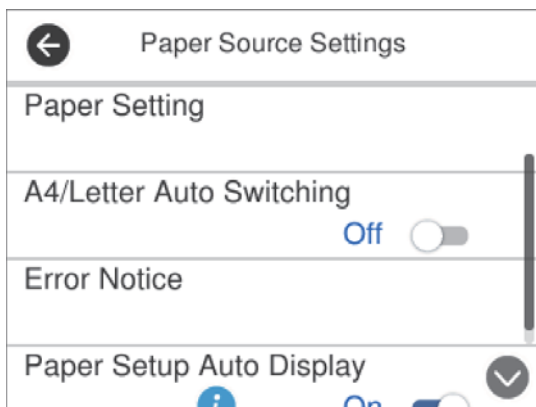 Paper Source Settings
Paper Setting
A4/Letter Auto Switching
Off
Error Notice
Paper Setup Auto Display
i On